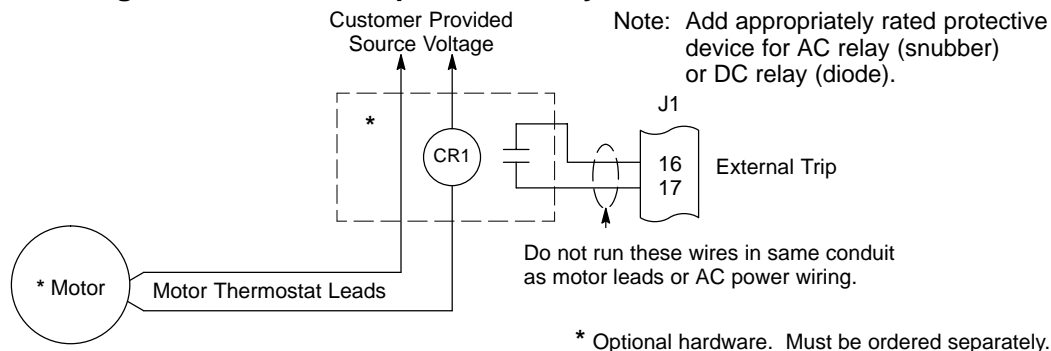 Customer Provided
Source Voltage
Note: Add appropriately rated protective
device for AC relay (snubber)
or DC relay (diode).
J1
*
CR1
16
17
External Trip
Do not run these wires in same conduit
as motor leads or AC power wiring.
* Motor
Motor Thermostat Leads
* Optional hardware. Must be ordered separately.